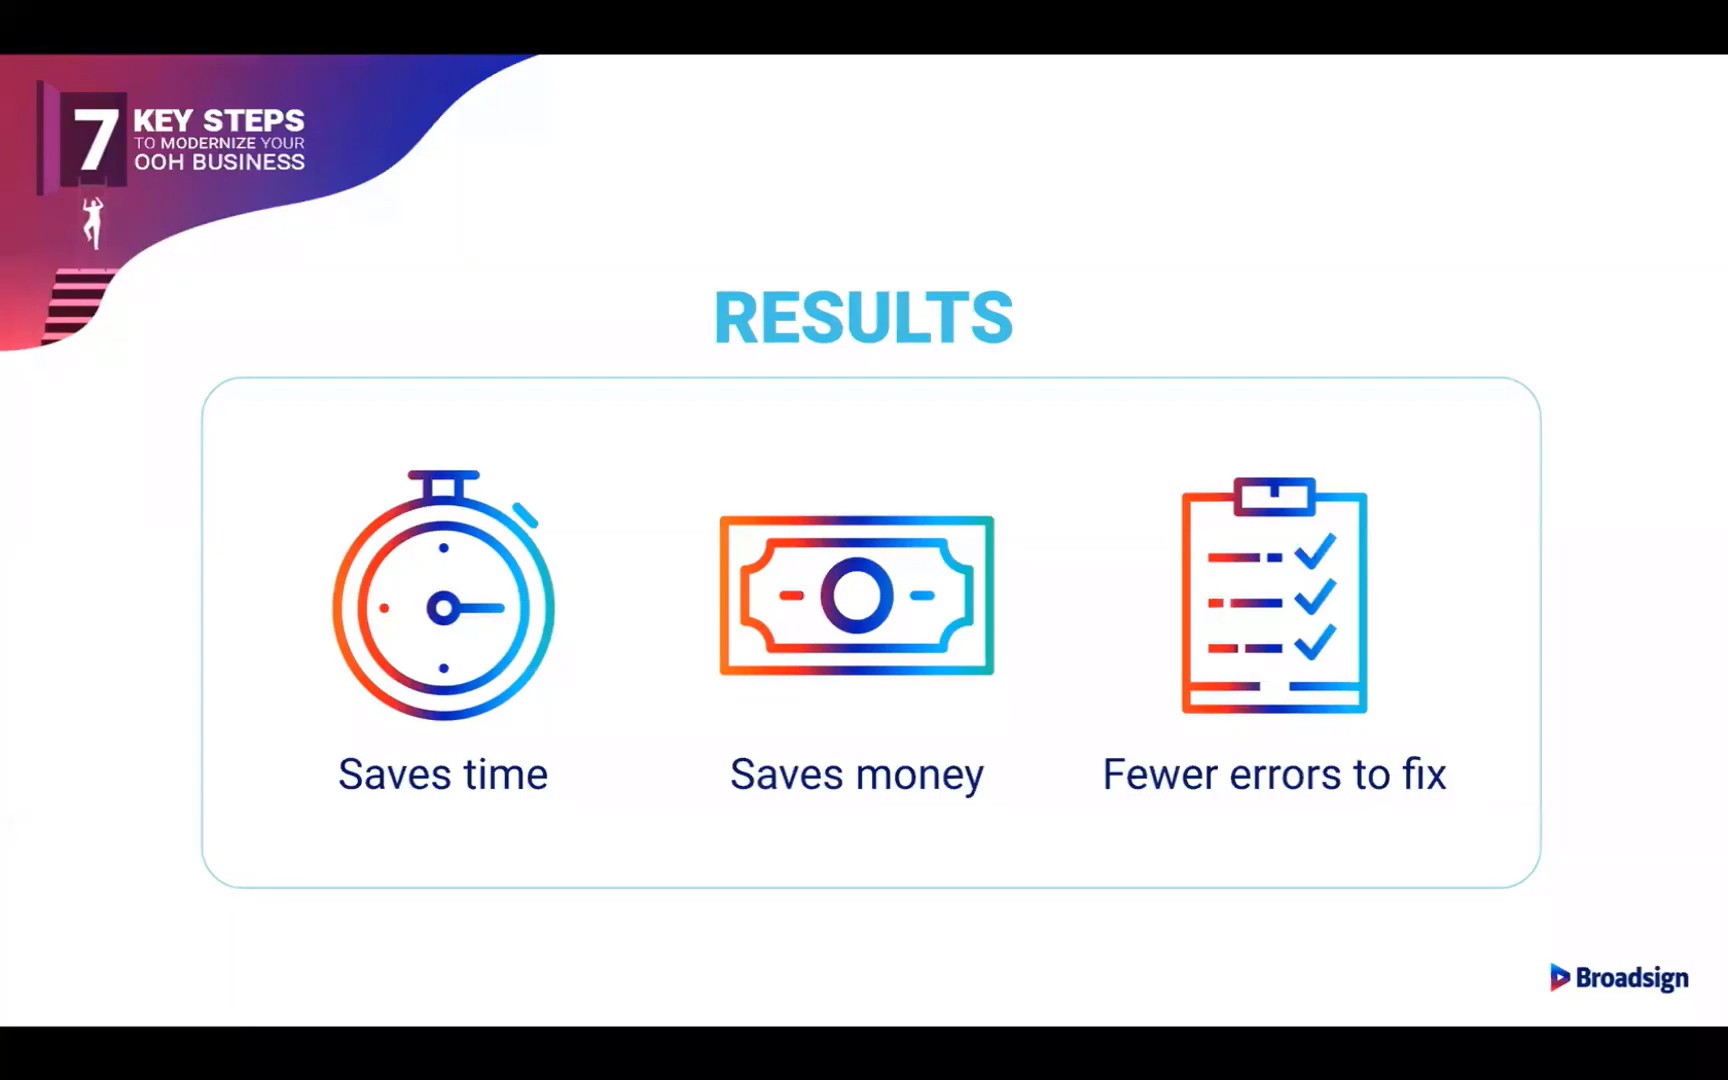 7
KEY STEPS
TO MODERNIZE YOUR
OOH BUSINESS
RESULTS
Saves time
Saves money
Fewer errors to fix
Broadsign